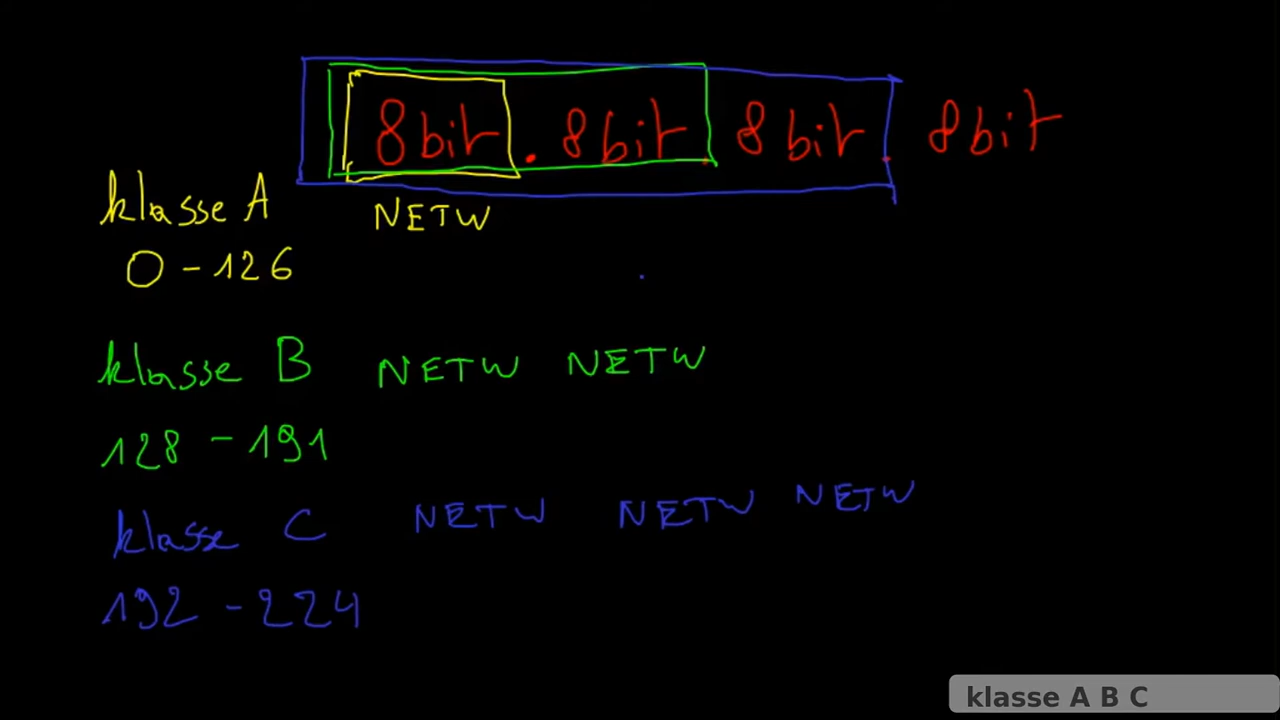 8bit . 8bit . 8bit . 8bit
klasse A
NETW
0 - 126
klasse B NETW NETW
128 - 191
klasse C NETW NETW NETW
192 - 224
klasse A B C